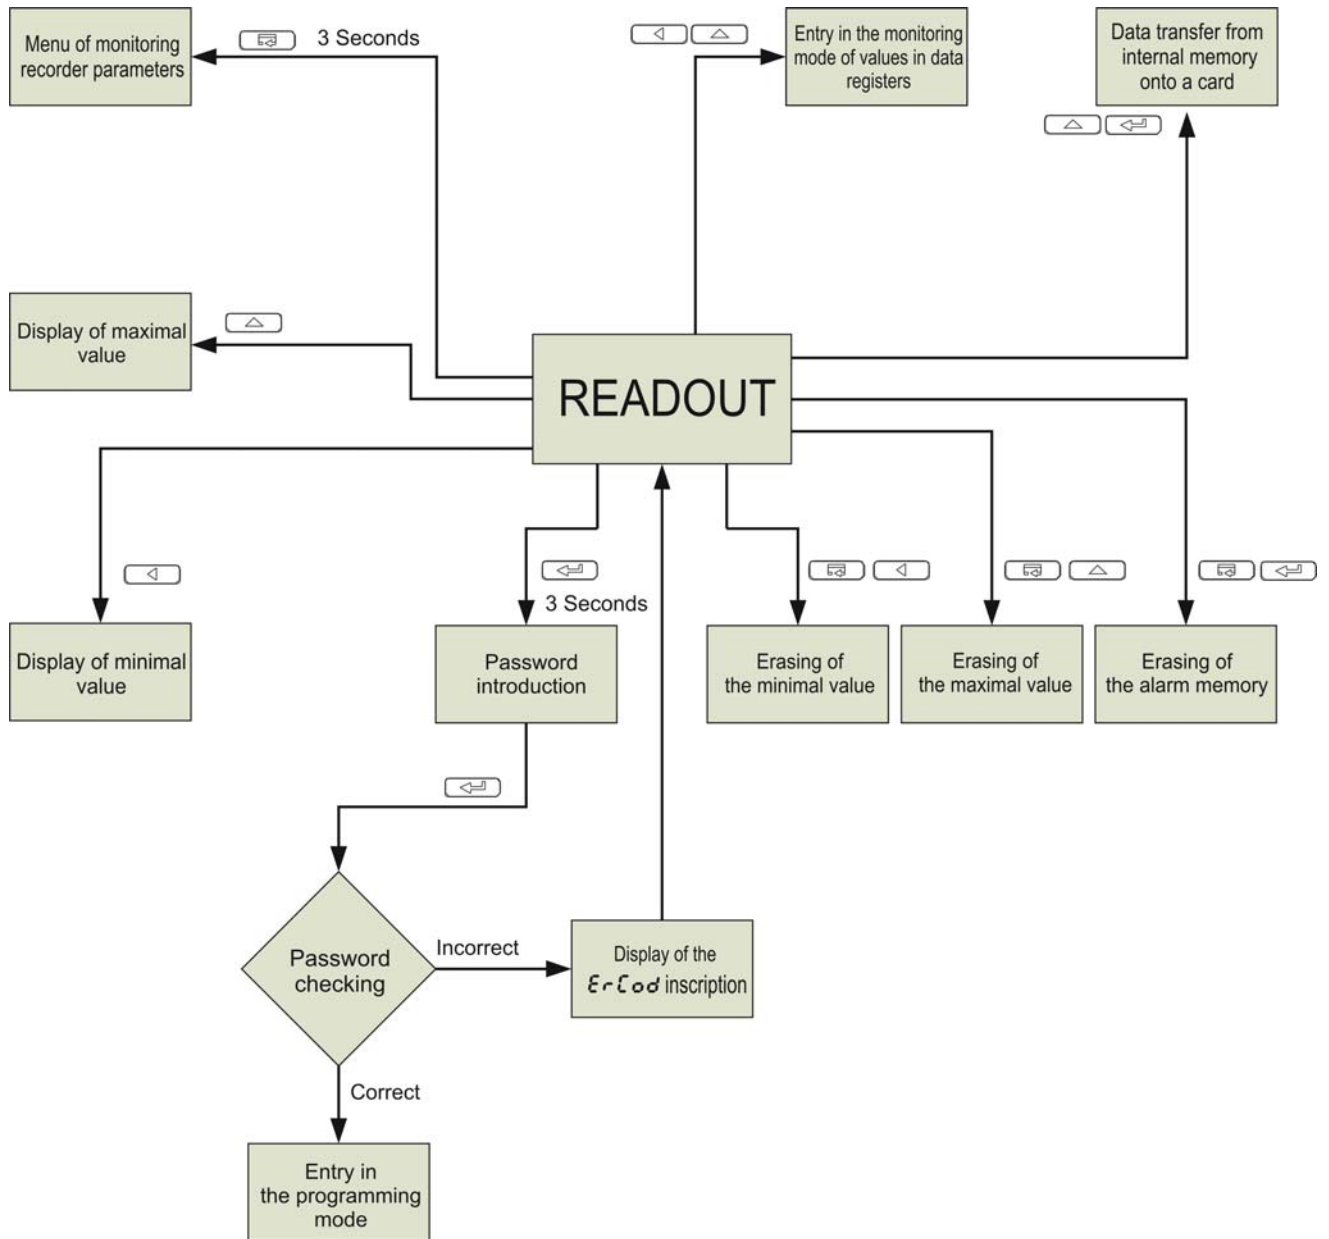 Menu of monitoring
recorder parameters
3 Seconds
Entry in the monitoring
mode of values in data
registers
Data transfer from
internal memory
onto a card
Display of maximal
value
READOUT
Display of minimal
value
3 Seconds
Password
introduction
Erasing of
the minimal value
Erasing of
the maximal value
Erasing of
the alarm memory
Password
checking
Incorrect
Display of the
ErCod inscription
Correct
Entry in
the programming
mode